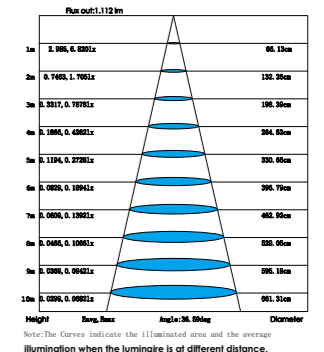 Flux out:1.112 lm
1m 2.985,6.820lx 66.13cm
2m 0.7463,1.705lx 132.26cm
3m 0.3317,0.7578lx 198.39cm
4m 0.1866,0.4262lx 264.52cm
5m 0.1194,0.2728lx 330.66cm
6m 0.0829,0.1894lx 396.79cm
7m 0.0609,0.1392lx 462.92cm
8m 0.0466,0.1066lx 529.05cm
9m 0.0369,0.0842lx 595.18cm
10m 0.0299,0.0682lx 661.31cm
Height Eavg,Emax Angle:36.59deg Diameter
Note:The Curves indicate the illuminated area and the average
illumination when the luminaire is at different distance.